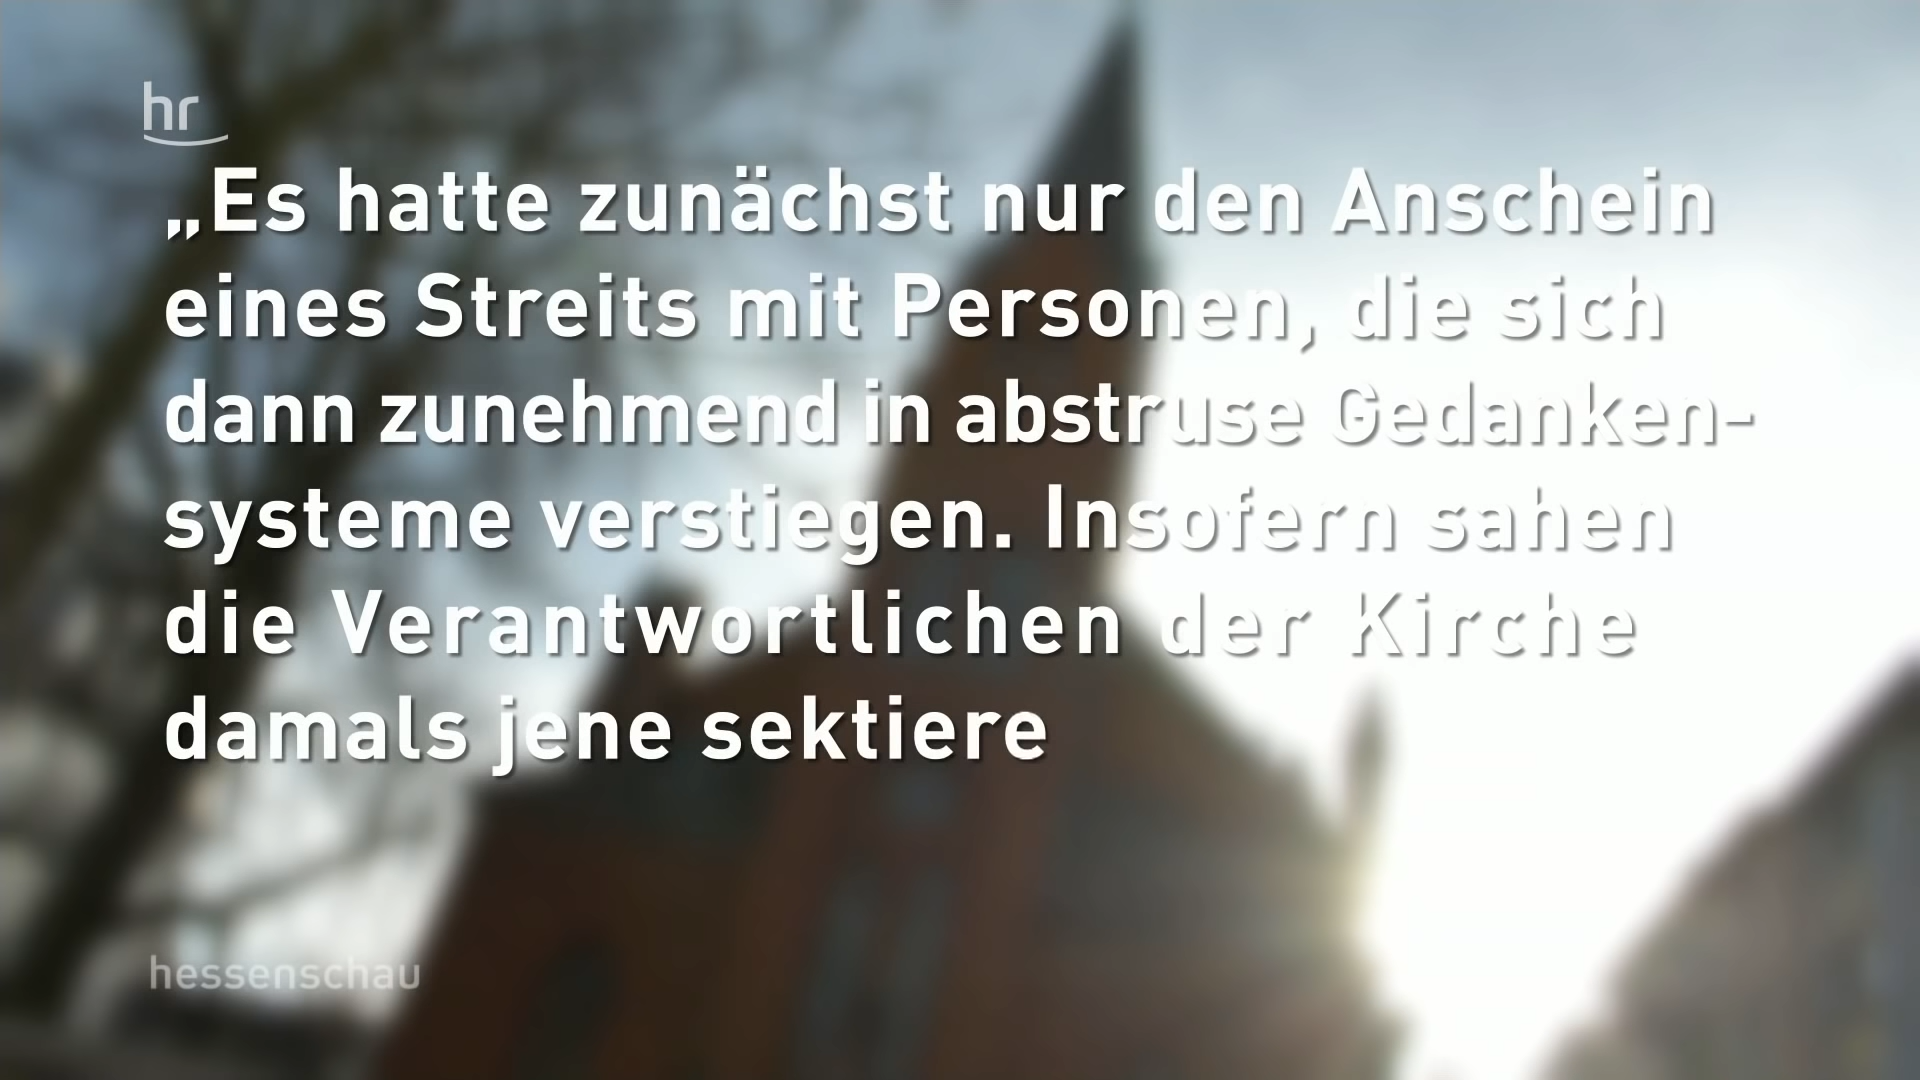 hr
„Es hatte zunächst nur den Anschein
eines Streits mit Personen, die sich
dann zunehmend in abstruse Gedanken-
systeme verstiegen. Insofern sahen
die Verantwortlichen der Kirche
damals jene sektiere
hessenschau